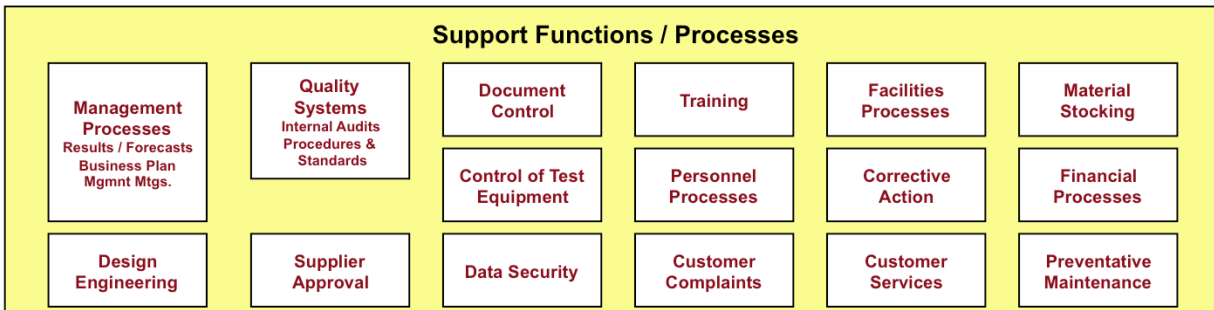 Support Functions / Processes
Management
Processes
Results / Forecasts
Business Plan
Mgmnt Mtgs.
Quality
Systems
Internal Audits
Procedures &
Standards
Document
Control
Training
Facilities
Processes
Material
Stocking
Control of Test
Equipment
Personnel
Processes
Corrective
Action
Financial
Processes
Design
Engineering
Supplier
Approval
Data Security
Customer
Complaints
Customer
Services
Preventative
Maintenance